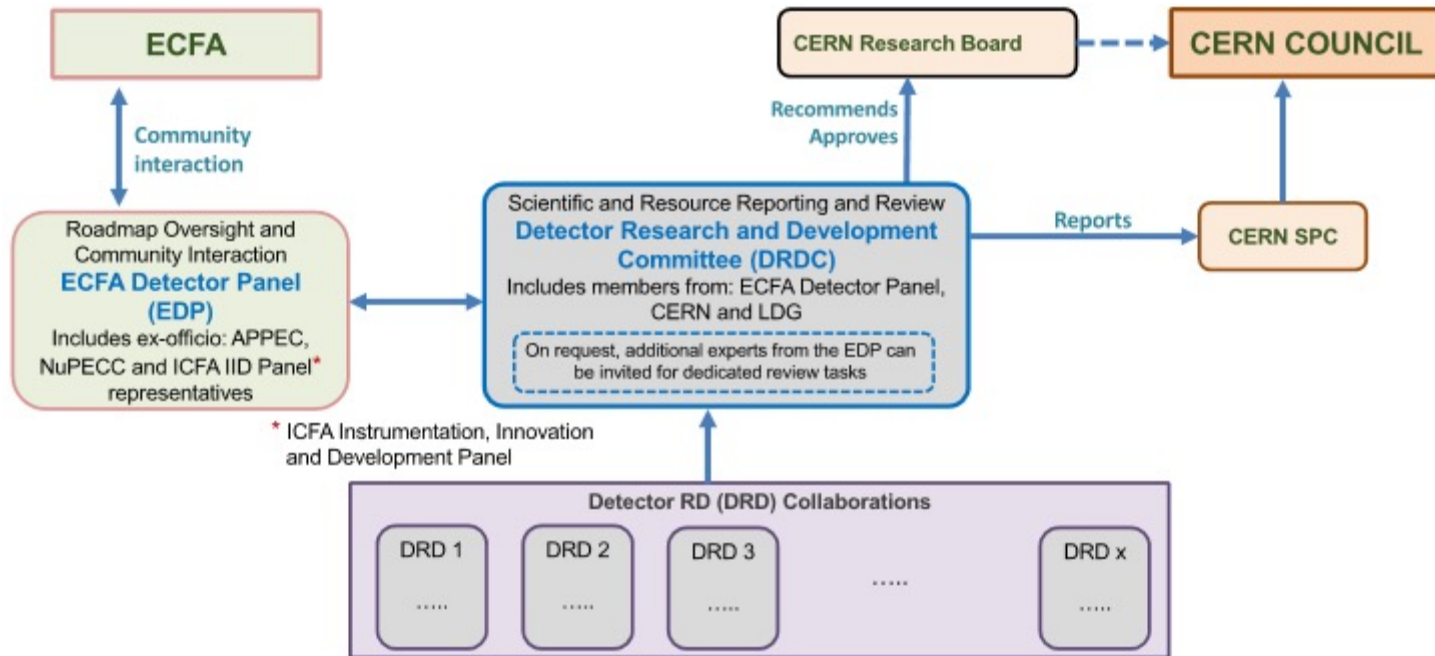 ECFA
CERN Research Board
CERN COUNCIL
Community
interaction
Recommends
Approves
Roadmap Oversight and
Community Interaction
ECFA Detector Panel
(EDP)
Includes ex-officio: APPEC,
NuPECC and ICFA IID Panel*
representatives
Scientific and Resource Reporting and Review
Detector Research and Development
Committee (DRDC)
Includes members from: ECFA Detector Panel,
CERN and LDG
On request, additional experts from the EDP can
be invited for dedicated review tasks
Reports
CERN SPC
* ICFA Instrumentation, Innovation
and Development Panel
Detector RD (DRD) Collaborations
DRD 1
.....
DRD 2
.....
DRD 3
.....
.....
DRD x
.....